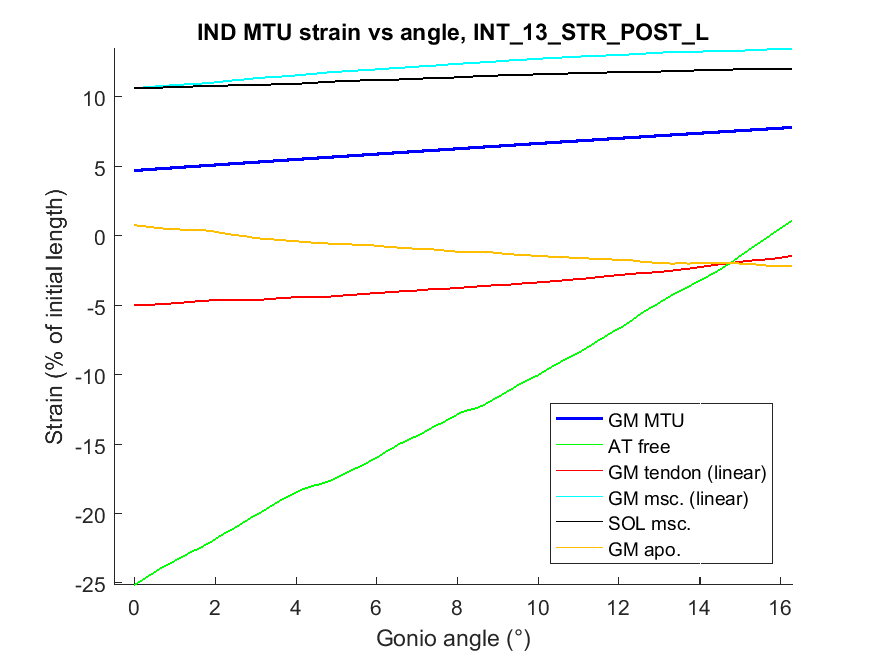 IND MTU strain vs angle, INT_13_STR_POST_L
Strain (% of initial length)
10
5
0
-5
-10
-15
-20
-25
GM MTU
AT free
GM tendon (linear)
GM msc. (linear)
SOL msc.
GM apo.
0 2 4 6 8 10 12 14 16
Gonio angle (°)